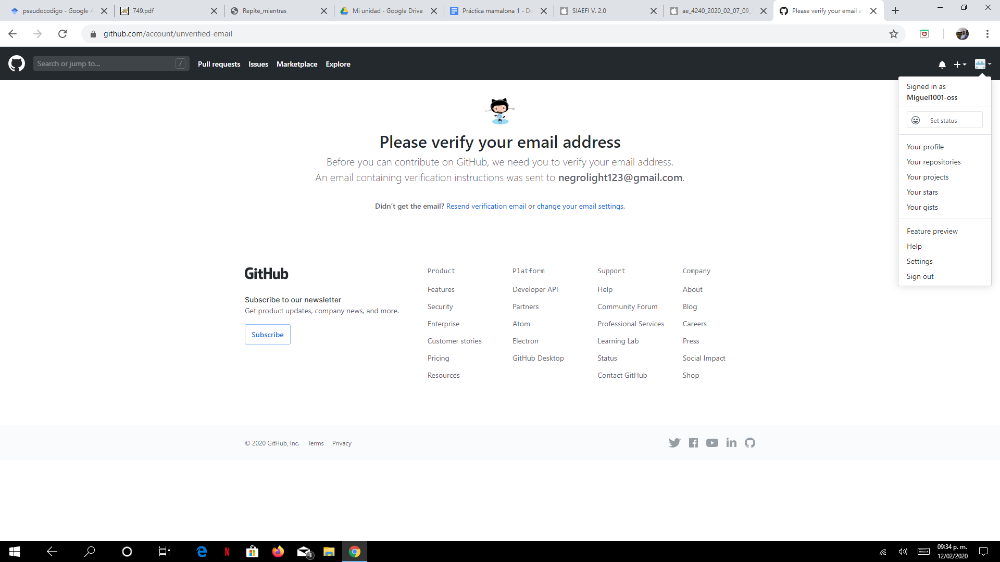 pseudocodigo - Google A
749.pdf
Repite_mientras
Mi unidad - Google Drive
Práctica mamalona 1 - Do
SIAEFI V. 2.0
ae_4240_2020_02_07_09_
Please verify your email a
github.com/account/unverified-email
Search or jump to...
/
Pull requests
Issues
Marketplace
Explore
Signed in as
Miguel1001-oss
Set status
Your profile
Your repositories
Your projects
Your stars
Your gists
Feature preview
Help
Settings
Sign out
Please verify your email address
Before you can contribute on GitHub, we need you to verify your email address.
An email containing verification instructions was sent to negrolight123@gmail.com.
Didn't get the email? Resend verification email or change your email settings.
GitHub
Subscribe to our newsletter
Get product updates, company news, and more.
Subscribe
Product
Features
Security
Enterprise
Customer stories
Pricing
Resources
Platform
Developer API
Partners
Atom
Electron
GitHub Desktop
Support
Help
Community Forum
Professional Services
Learning Lab
Status
Contact GitHub
Company
About
Blog
Careers
Press
Social Impact
Shop
© 2020 GitHub, Inc.
Terms
Privacy
3
09:34 p. m.
12/02/2020